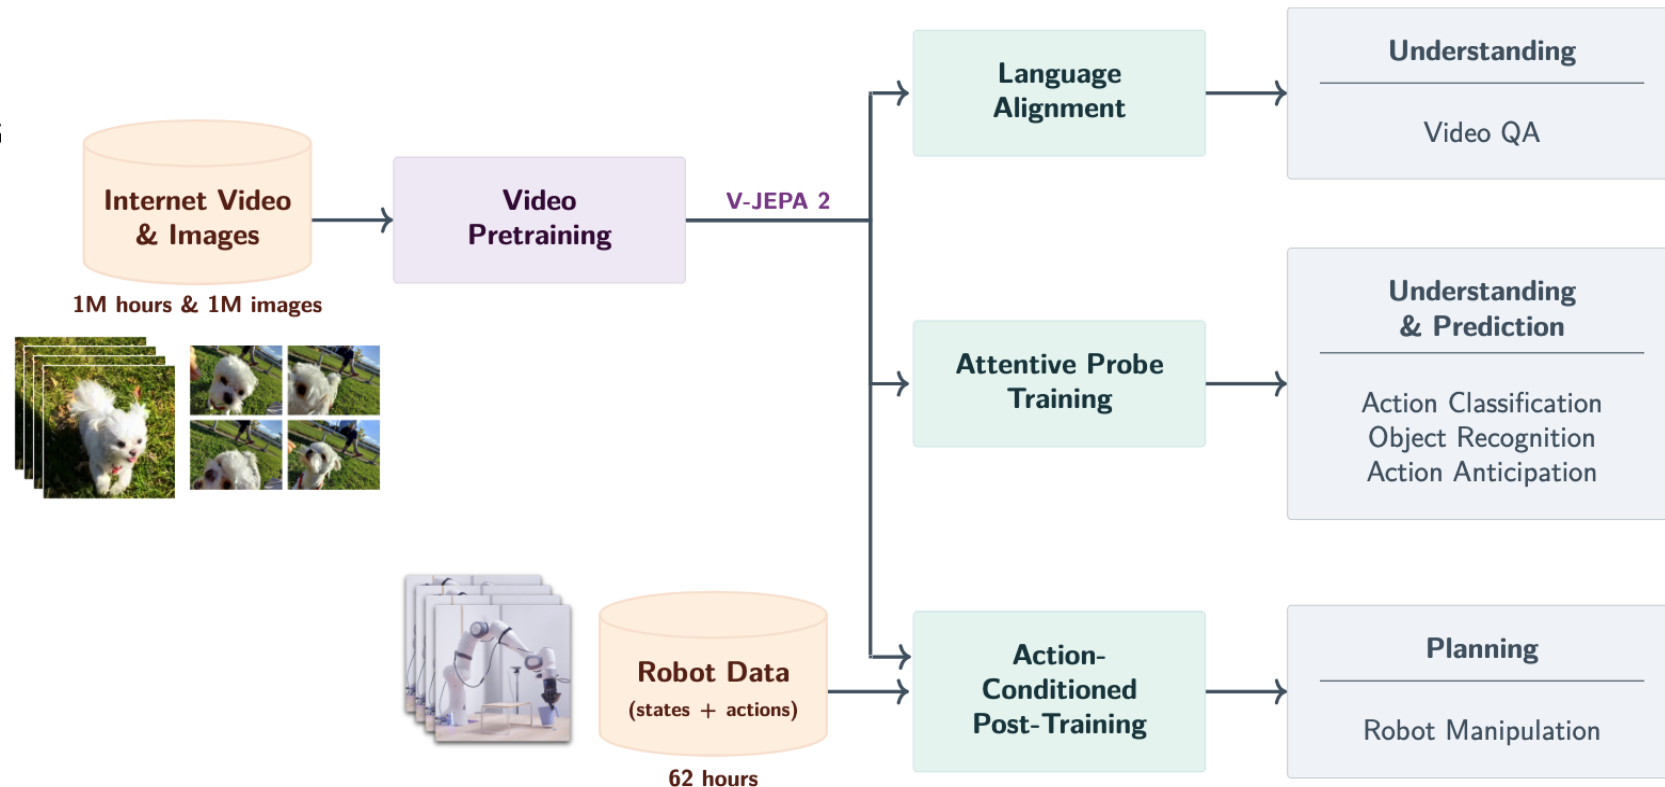 Internet Video
& Images
1M hours & 1M images
Video
Pretraining
V-JEPA 2
Language
Alignment
Understanding
Video QA
Attentive Probe
Training
Understanding
& Prediction
Action Classification
Object Recognition
Action Anticipation
Robot Data
(states + actions)
62 hours
Action-
Conditioned
Post-Training
Planning
Robot Manipulation